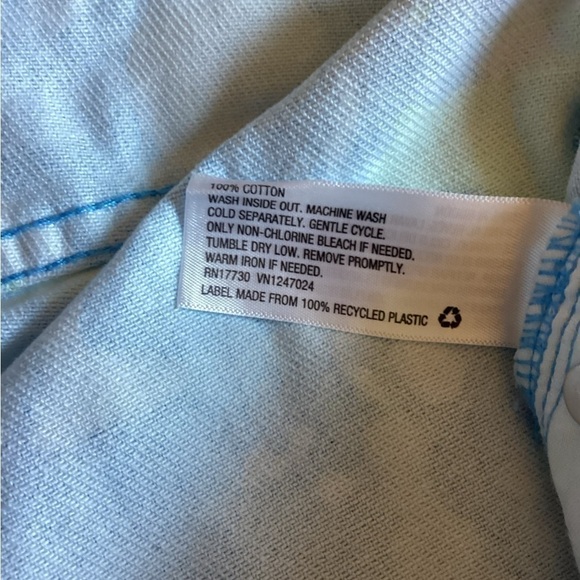 100% COTTON
WASH INSIDE OUT. MACHINE WASH
COLD SEPARATELY. GENTLE CYCLE.
ONLY NON-CHLORINE BLEACH IF NEEDED.
TUMBLE DRY LOW. REMOVE PROMPTLY.
WARM IRON IF NEEDED.
RN17730 VN1247024
LABEL MADE FROM 100% RECYCLED PLASTIC